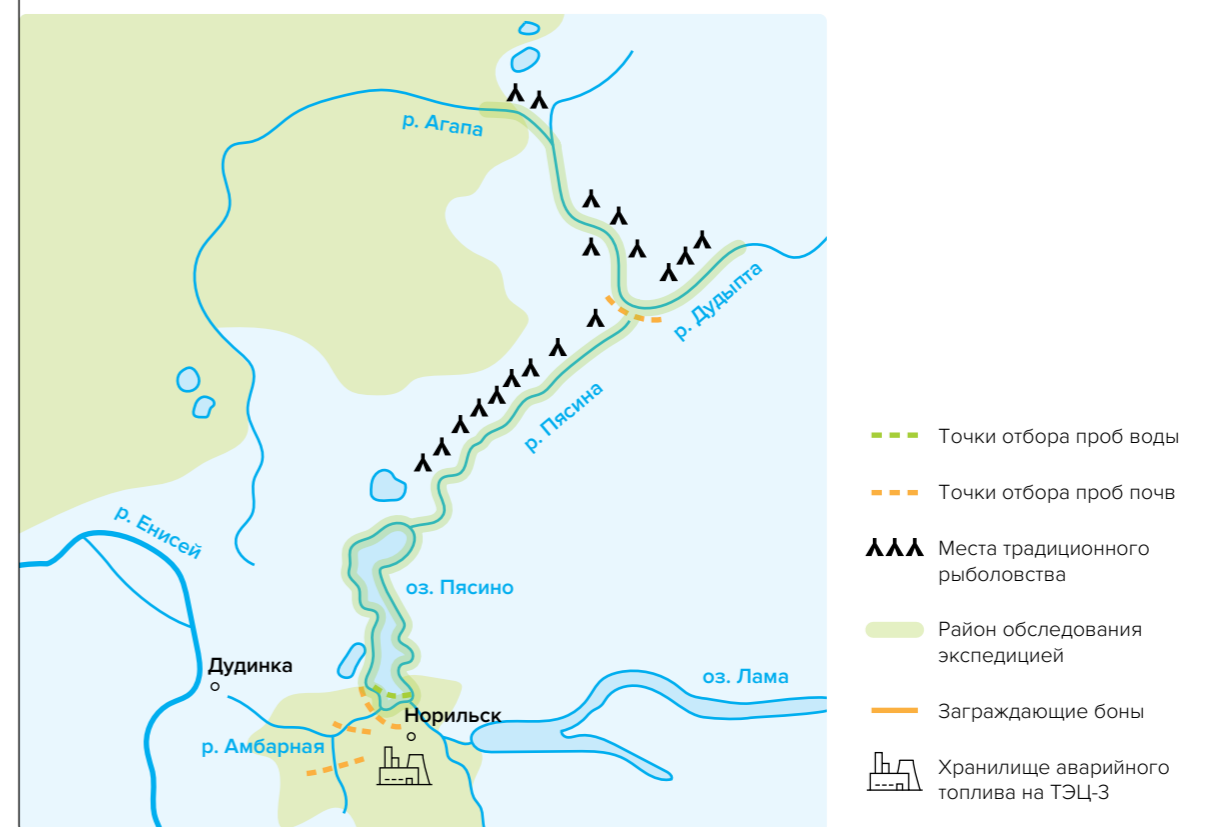 р. Агапа
р. Дудыпта
р. Пясина
р. Енисей
оз. Пясино
Дудинка
оз. Лама
Норильск
р. Амбарная
Точки отбора проб воды
Точки отбора проб почв
Места традиционного
рыболовства
Район обследования
экспедицией
Заграждающие боны
Хранилище аварийного
топлива на ТЭЦ-3